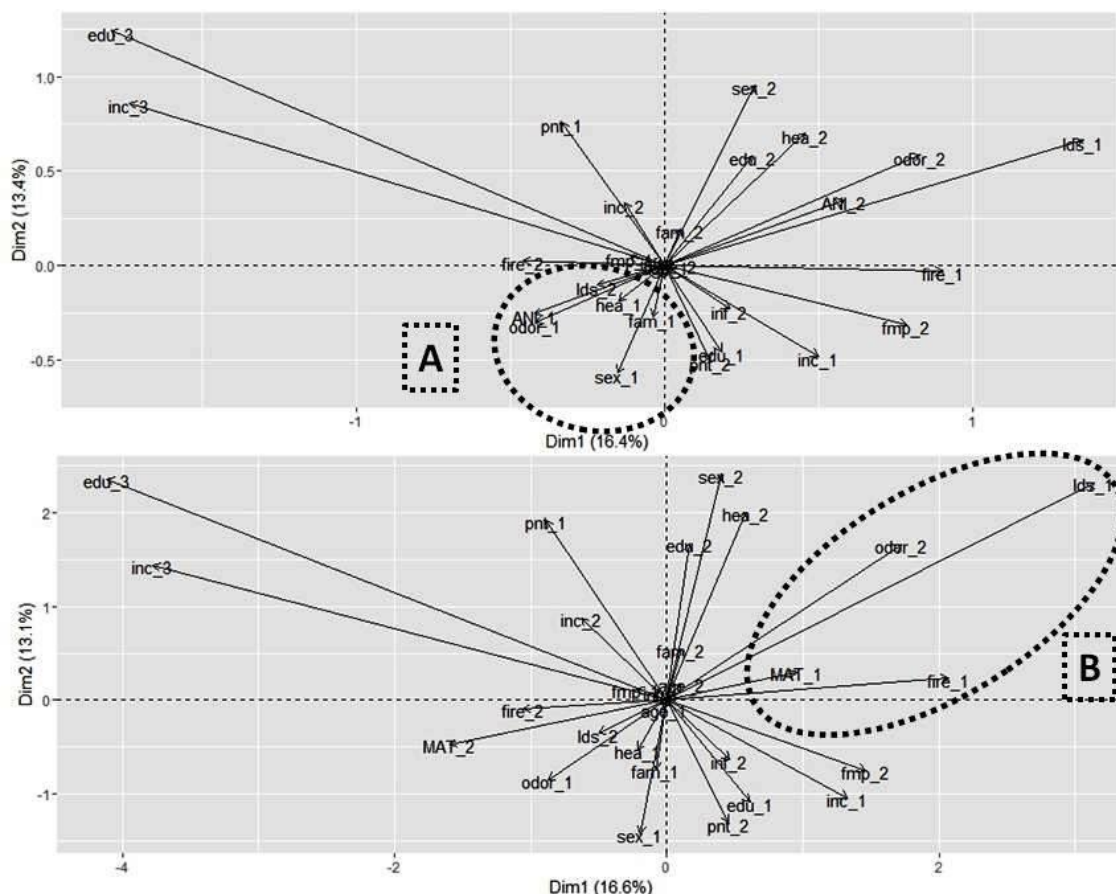 edu_3
1.0
sex_2
inc_3
pnt_1
hea_2
lds_1
edu_2
odor_2
0.5
inc_2
ANI_2
fam_2
Dim2 (13.4%)
0.0
fire_2
fmp
fire_1
lds_2
hea_1
inf_2
ANI_1
odor_1
fam_1
fmp_2
A
edu_1
pnt_2
inc_1
-0.5
sex_1
-1
0
1
Dim1 (16.4%)
edu_3
sex_2
lds_1
2
pnt_1
hea_2
edu_2
odor_2
inc_3
1
inc_2
Dim2 (13.1%)
fam_2
B
MAT_1
fire_1
fmp
0
fire_2
age_1
lds_2
MAT_2
hea_1
inf_2
fam_1
fmp_2
odor_1
-1
edu_1
inc_1
pnt_2
sex_1
-4
-2
0
2
Dim1 (16.6%)